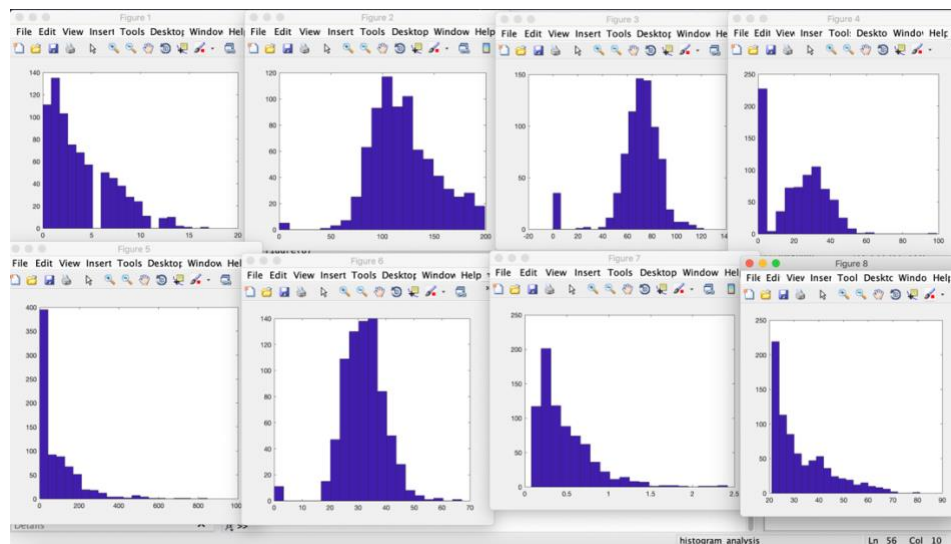 Figure 1
File Edit View Insert Tools Desktop Window Hel
140
120
100
80
60
40
20
0
0 5 10 15 20
Figure 2
File Edit View Insert Tools Desktop Window Help
120
100
80
60
40
20
0
0 50 100 150 200
Figure 3
File Edit View Insert Tools Desktop Window He
150
100
50
0
-20 0 20 40 60 80 100 120 14
Figure 4
File Edit View Inser Tools Desktop Window Help
250
200
150
100
50
0
0 20 40 60 80 100
Figure 5
File Edit View Insert Tools Desktop Window Help
400
350
300
250
200
150
100
50
0
0 200 400 600 800 1000
Figure 6
File Edit View Insert Tools Desktop Window Help
140
120
100
80
60
40
20
0
0 10 20 30 40 50 60 70
Figure 7
File Edit View Insert Tools Desktop Window Help
250
200
150
100
50
0
0 0.5 1 1.5 2 2.5
Figure 8
File Edi View Inser Tool Desktc Windo Help
250
200
150
100
50
0
20 30 40 50 60 70 80 90
Details
>>
histogram_analysis
Ln 56 Col 10